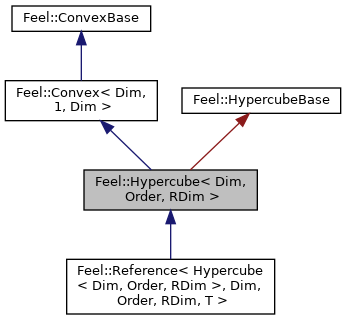 Feel::ConvexBase
Feel::Convex< Dim,
1, Dim >
Feel::HypercubeBase
Feel::Hypercube< Dim,
Order, RDim >
Feel::Reference< Hypercube
< Dim, Order, RDim >, Dim,
Order, RDim, T >